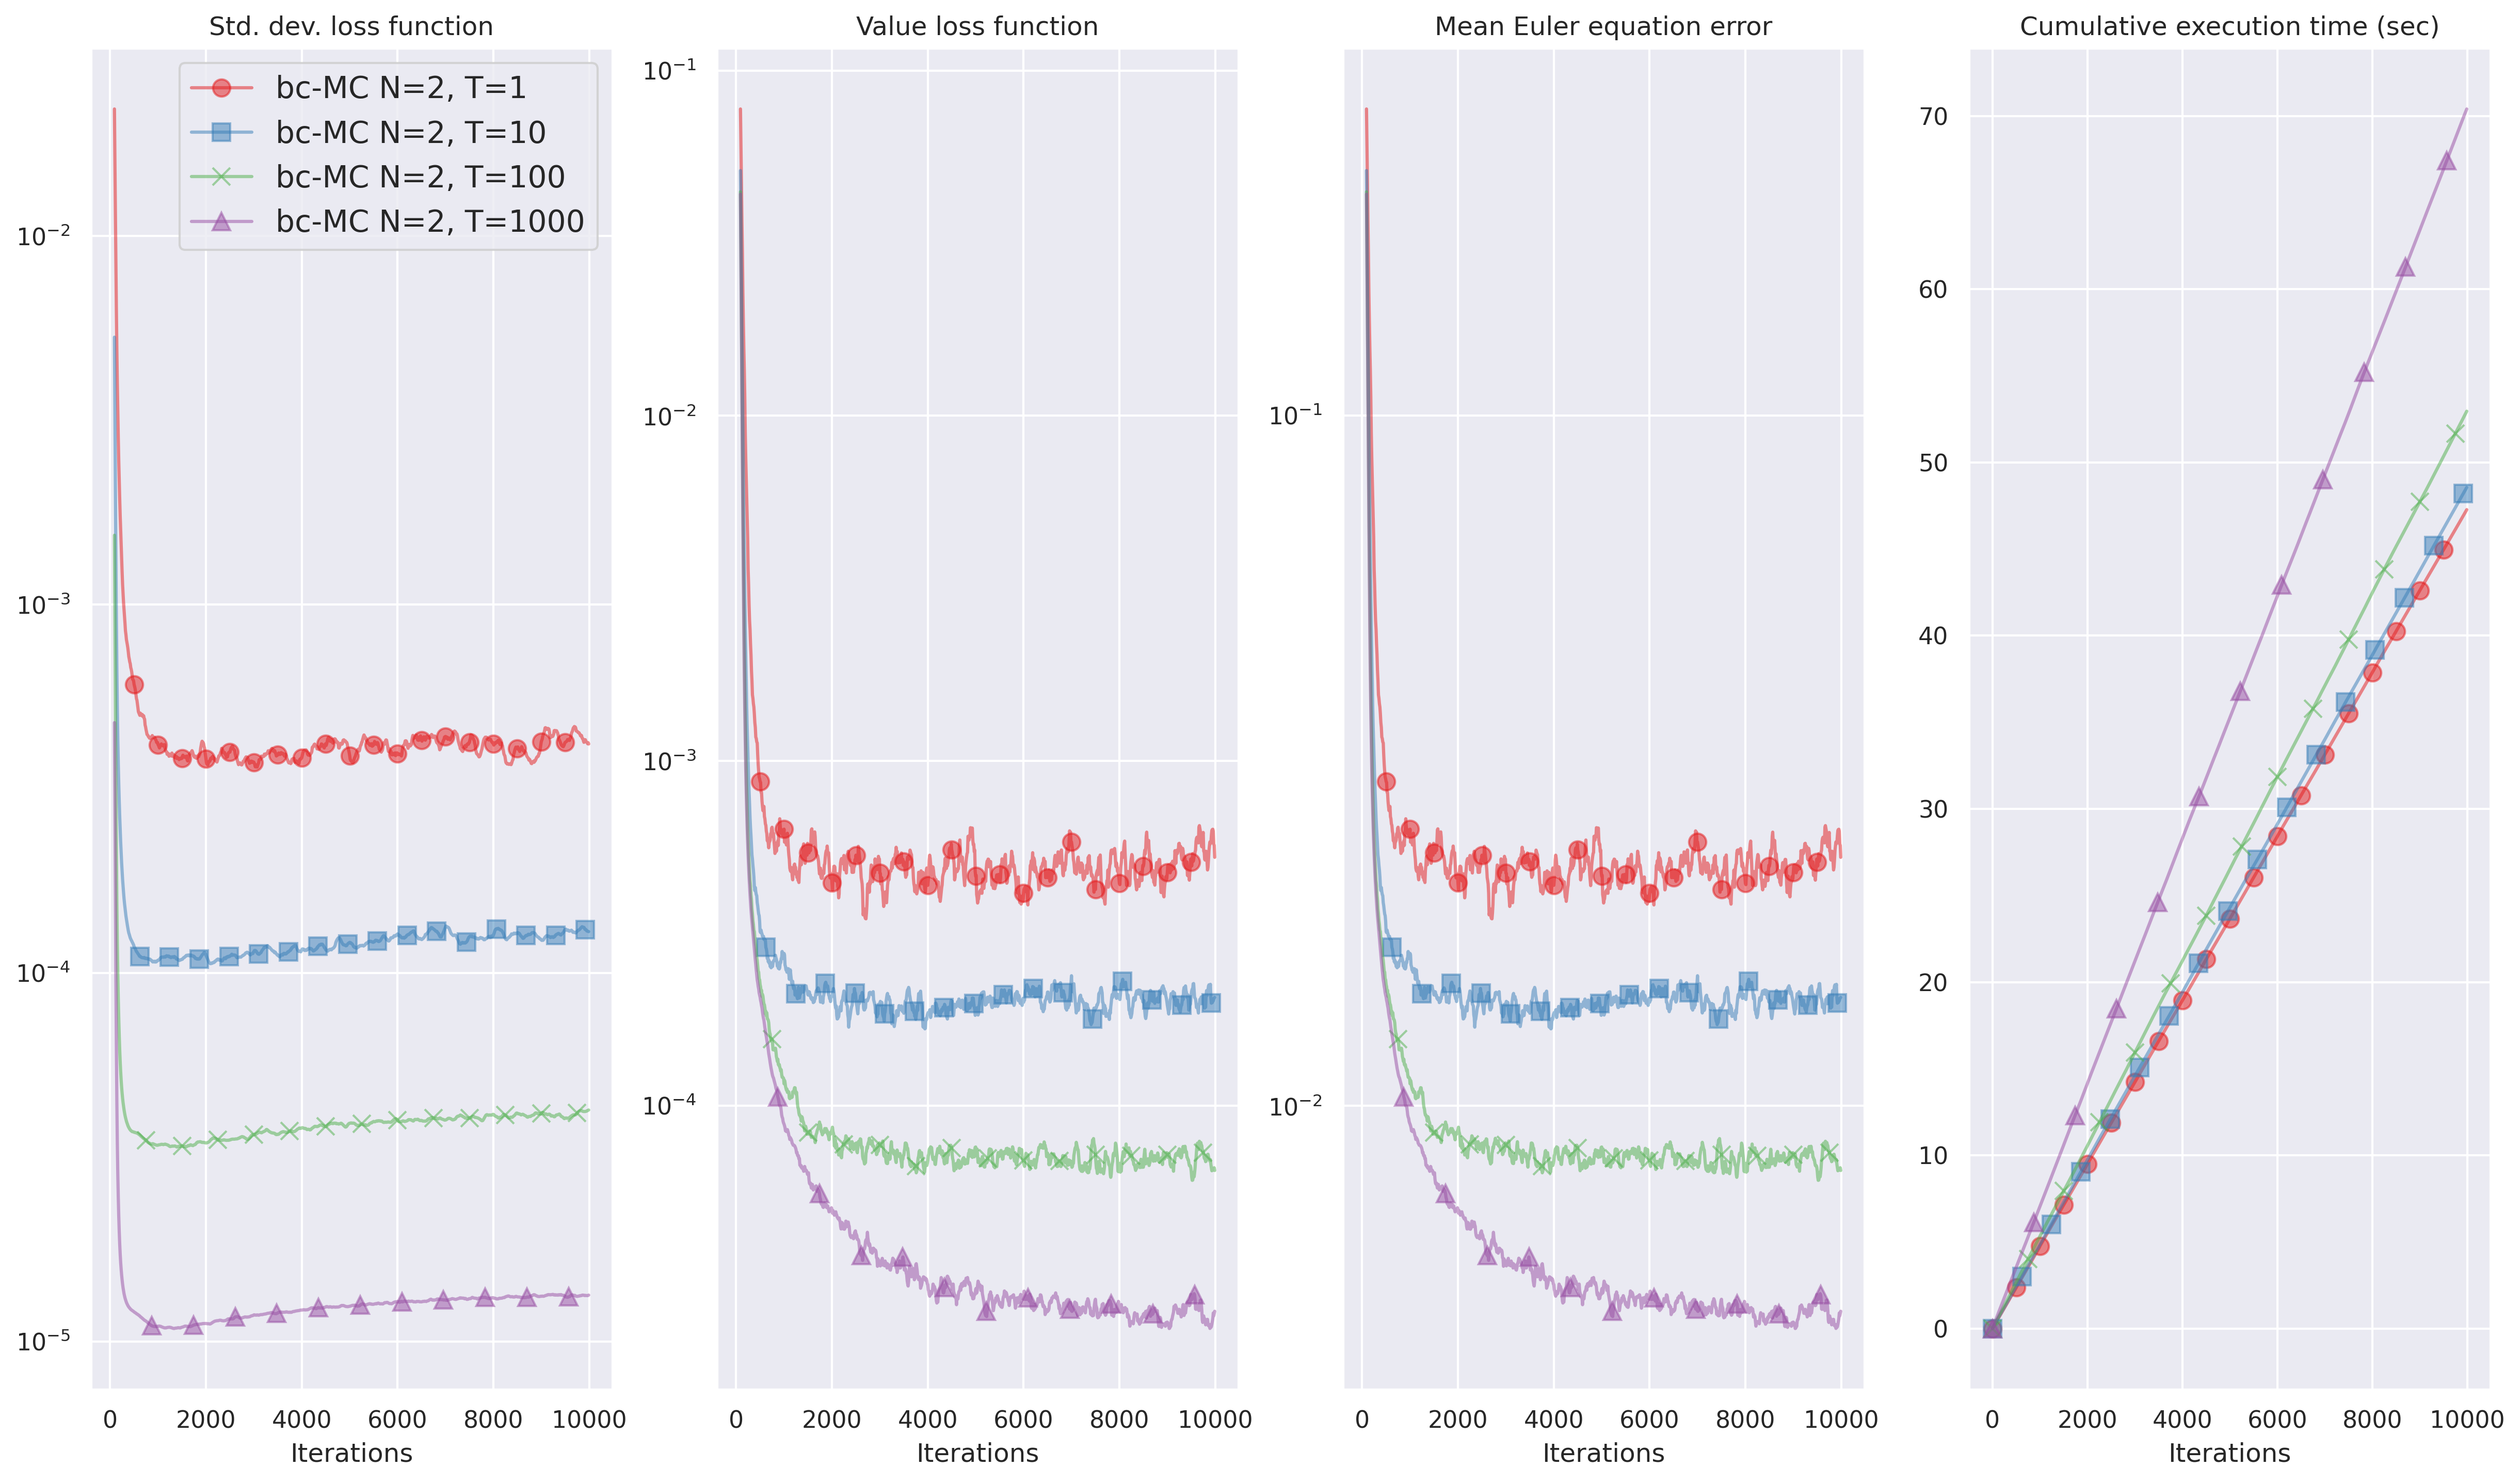 Std. dev. loss function
bc-MC N=2, T=1
bc-MC N=2, T=10
bc-MC N=2, T=100
bc-MC N=2, T=1000
10⁻²
10⁻³
10⁻⁴
10⁻⁵
0 2000 4000 6000 8000 10000
Iterations
Value loss function
10⁻¹
10⁻²
10⁻³
10⁻⁴
0 2000 4000 6000 8000 10000
Iterations
Mean Euler equation error
10⁻¹
10⁻²
0 2000 4000 6000 8000 10000
Iterations
Cumulative execution time (sec)
70
60
50
40
30
20
10
0
0 2000 4000 6000 8000 10000
Iterations